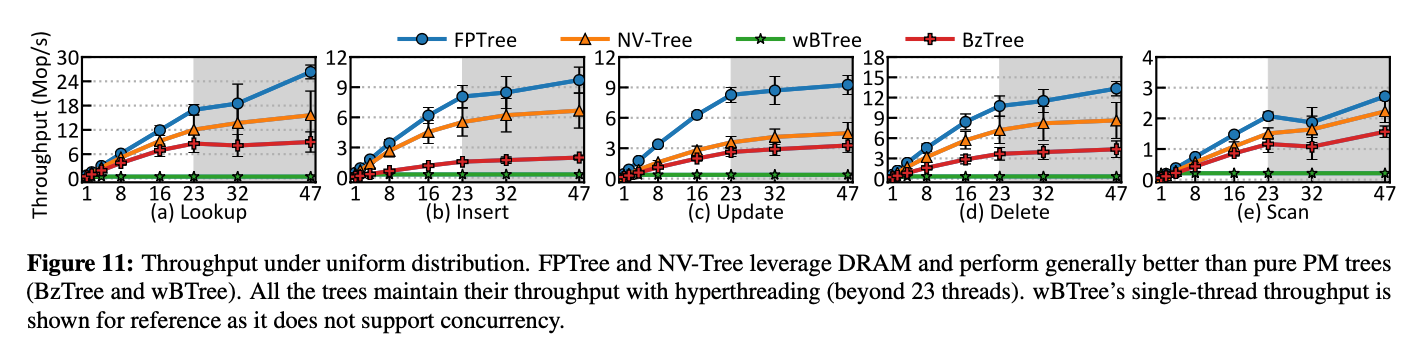 FPTree NV-Tree wBTree BzTree
Throughput (Mop/s)
30 24 18 12 6 0
1 8 16 23 32 47
(a) Lookup
12 9 6 3 0
1 8 16 23 32 47
(b) Insert
12 9 6 3 0
1 8 16 23 32 47
(c) Update
18 15 12 9 6 3 0
1 8 16 23 32 47
(d) Delete
4 3 2 1 0
1 8 16 23 32 47
(e) Scan
Figure 11: Throughput under uniform distribution. FPTree and NV-Tree leverage DRAM and perform generally better than pure PM trees
(BzTree and wBTree). All the trees maintain their throughput with hyperthreading (beyond 23 threads). wBTree's single-thread throughput is
shown for reference as it does not support concurrency.